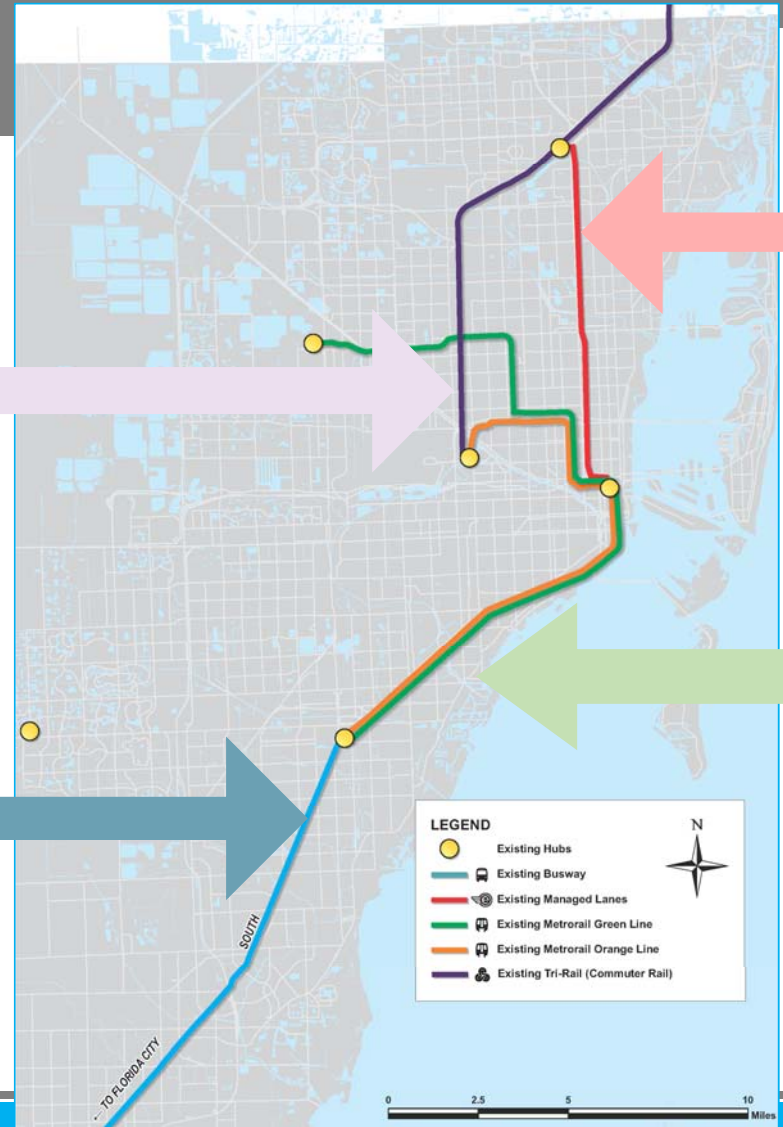 SOUTH
← TO FLORIDA CITY
LEGEND
N
Existing Hubs
Existing Busway
Existing Managed Lanes
Existing Metrorail Green Line
Existing Metrorail Orange Line
Existing Tri-Rail (Commuter Rail)
0 2.5 5 10
Miles